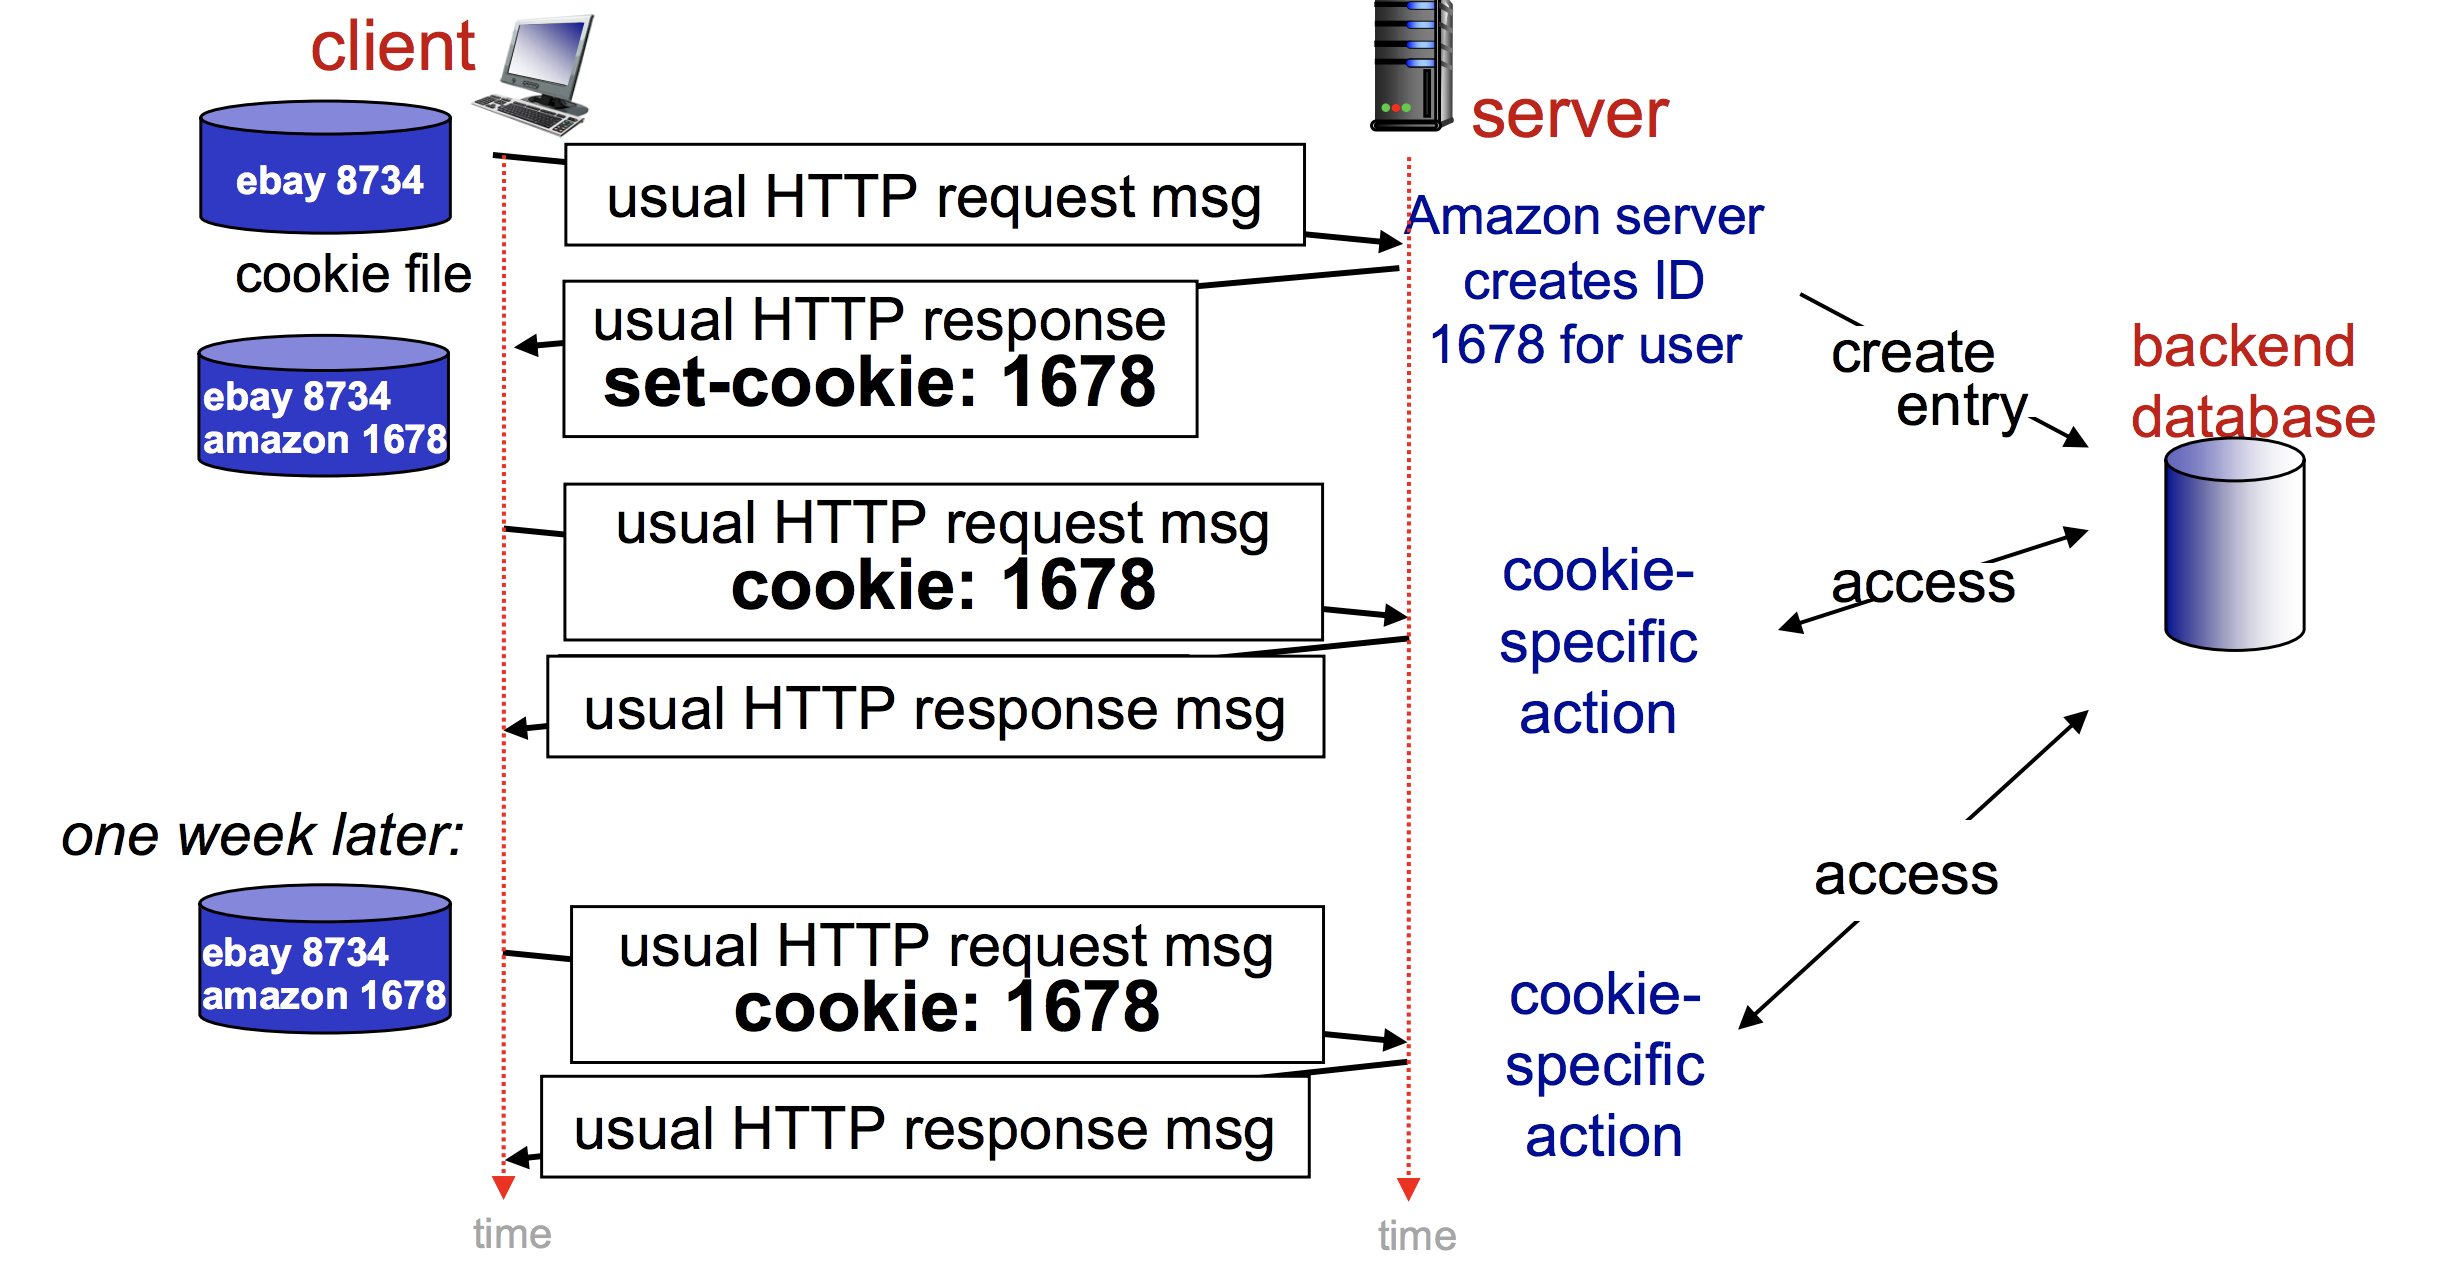 client
server
ebay 8734
cookie file
usual HTTP request msg
Amazon server
creates ID
1678 for user
usual HTTP response
set-cookie: 1678
ebay 8734
amazon 1678
create
entry
backend
database
usual HTTP request msg
cookie: 1678
cookie-
specific
action
access
usual HTTP response msg
one week later:
access
ebay 8734
amazon 1678
usual HTTP request msg
cookie: 1678
cookie-
specific
action
usual HTTP response msg
time
time